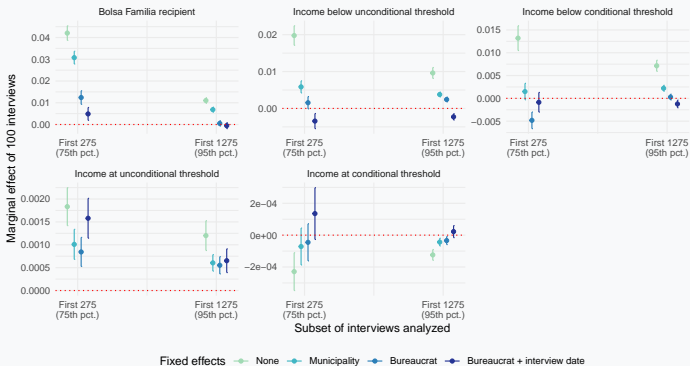 Bolsa Familia recipient
Income below unconditional threshold
Income below conditional threshold
0.04
0.03
0.02
0.01
0.00
0.02
0.01
0.00
0.015
0.010
0.005
0.000
−0.005
First 275
(75th pct.)
First 1275
(95th pct.)
First 275
(75th pct.)
First 1275
(95th pct.)
First 275
(75th pct.)
First 1275
(95th pct.)
Marginal effect of 100 interviews
Income at unconditional threshold
Income at conditional threshold
0.0020
0.0015
0.0010
0.0005
0.0000
2e−04
0e+00
−2e−04
First 275
(75th pct.)
First 1275
(95th pct.)
First 275
(75th pct.)
First 1275
(95th pct.)
Subset of interviews analyzed
Fixed effects
None
Municipality
Bureaucrat
Bureaucrat + interview date